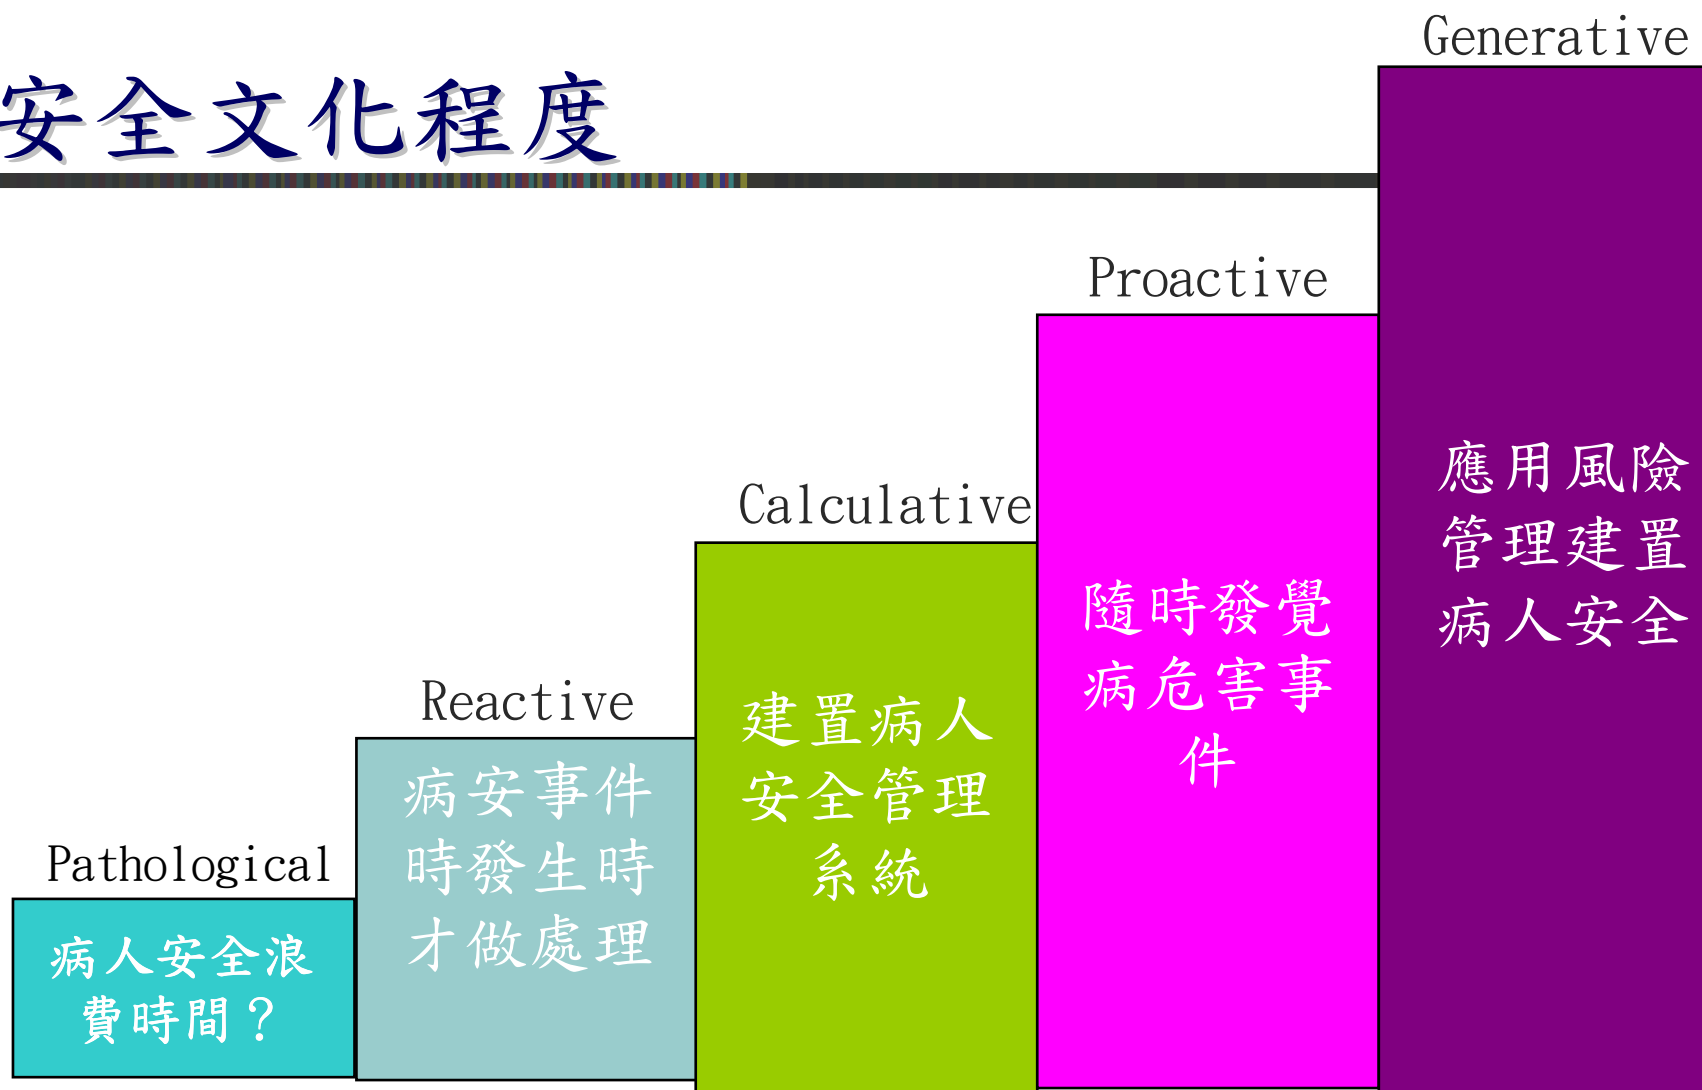 安全文化程度
Pathological
病人安全浪
費時間？
Reactive
病安事件
時發生時
才做處理
Calculative
建置病人
安全管理
系統
Proactive
隨時發覺
病危害事
件
Generative
應用風險
管理建置
病人安全